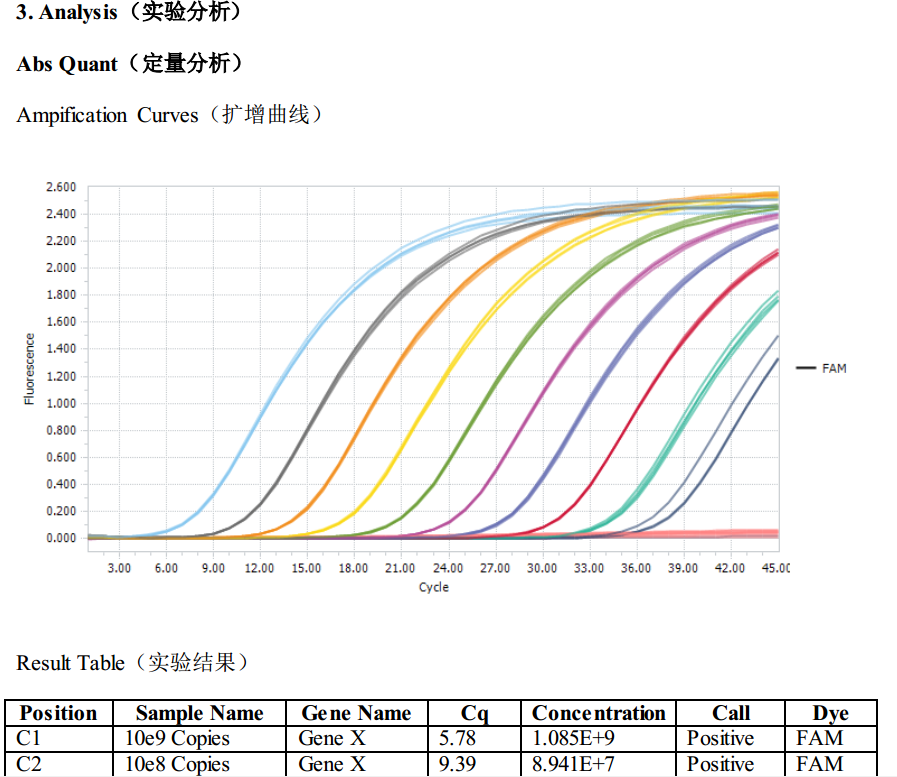 3. Analysis（实验分析）
Abs Quant（定量分析）
Ampification Curves（扩增曲线）
2.600
2.400
2.200
2.000
1.800
1.600
1.400
1.200
1.000
0.800
0.600
0.400
0.200
0.000
Fluorescence
3.00 6.00 9.00 12.00 15.00 18.00 21.00 24.00 27.00 30.00 33.00 36.00 39.00 42.00 45.00
Cycle
FAM
Result Table（实验结果）
Position Sample Name Gene Name Cq Concentration Call Dye
C1 10e9 Copies Gene X 5.78 1.085E+9 Positive FAM
C2 10e8 Copies Gene X 9.39 8.941E+7 Positive FAM